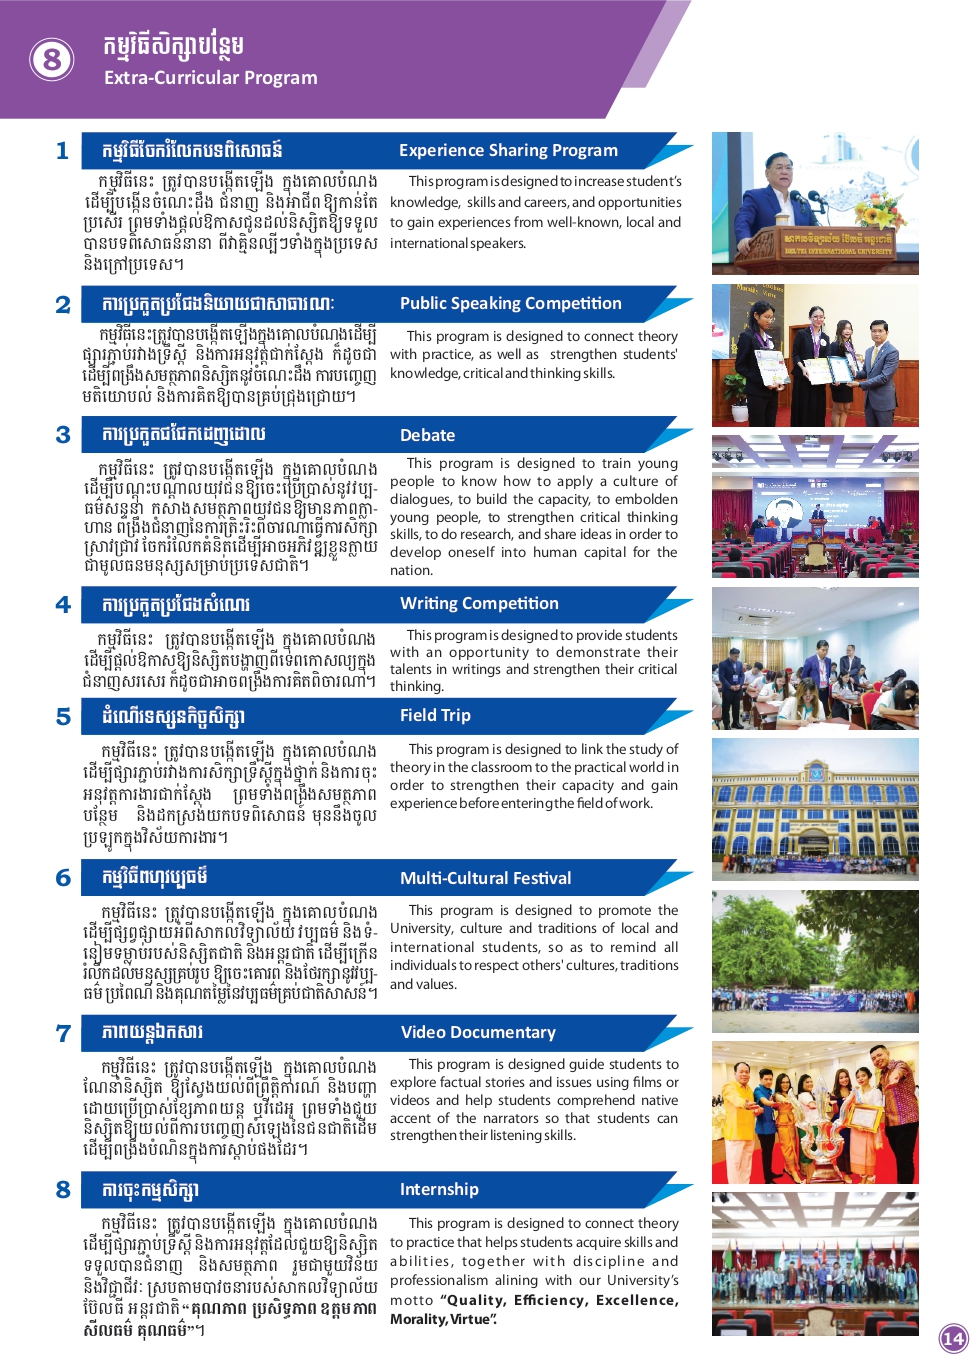 8
កម្មវិធីសិក្សាបន្ថែម
Extra-Curricular Program
1
កម្មវិធីចែករំលែកបទពិសោធន៍
Experience Sharing Program
កម្មវិធីនេះ ត្រូវបានបង្កើតឡើង ក្នុងគោលបំណង
ដើម្បីបង្កើនចំណេះដឹង ជំនាញ និងអាជីព ឱ្យកាន់តែ
ប្រសើរ ព្រមទាំងផ្តល់ឱកាសជូនដល់និស្សិតឱ្យទទួល
បានបទពិសោធន៍នានា ពីវាគ្មិនល្បីៗទាំងក្នុងប្រទេស
និងក្រៅប្រទេស។
This program is designed to increase student’s
knowledge, skills and careers, and opportunities
to gain experiences from well-known, local and
international speakers.
2
ការប្រកួតប្រជែងនិយាយជាសាធារណៈ
Public Speaking Competition
កម្មវិធីនេះត្រូវបានបង្កើតឡើងក្នុងគោលបំណងដើម្បី
ផ្សារភ្ជាប់រវាងទ្រឹស្តី និងការអនុវត្តជាក់ស្តែង ក៏ដូចជា
ដើម្បីពង្រឹងសមត្ថភាពនិស្សិតនូវចំណេះដឹង ការបញ្ចេញ
មតិយោបល់ និងការគិតឱ្យបានគ្រប់ជ្រុងជ្រោយ។
This program is designed to connect theory
with practice, as well as strengthen students'
knowledge, critical and thinking skills.
3
ការប្រកួតជជែកដេញដោល
Debate
កម្មវិធីនេះ ត្រូវបានបង្កើតឡើង ក្នុងគោលបំណង
ដើម្បីបណ្តុះបណ្តាលយុវជនឱ្យចេះប្រើប្រាស់នូវវប្ប-
ធម៌សន្ទនា កសាងសមត្ថភាពយុវជនឱ្យមានភាពក្លា-
ហាន ពង្រឹងជំនាញនៃការត្រិះរិះពិចារណាធ្វើការសិក្សា
ស្រាវជ្រាវ ចែករំលែកគំនិតដើម្បីអាចអភិវឌ្ឍខ្លួនក្លាយ
ជាមូលធនមនុស្សសម្រាប់ប្រទេសជាតិ។
This program is designed to train young
people to know how to apply a culture of
dialogues, to build the capacity, to embolden
young people, to strengthen critical thinking
skills, to do research, and share ideas in order to
develop oneself into human capital for the
nation.
4
ការប្រកួតប្រជែងសំណេរ
Writing Competition
កម្មវិធីនេះ ត្រូវបានបង្កើតឡើង ក្នុងគោលបំណង
ដើម្បីផ្តល់ឱកាសឱ្យនិស្សិតបង្ហាញពីទេពកោសល្យក្នុង
ជំនាញសរសេរ ក៏ដូចជាអាចពង្រឹងការគិតពិចារណា។
This program is designed to provide students
with an opportunity to demonstrate their
talents in writings and strengthen their critical
thinking.
5
ដំណើរទស្សនកិច្ចសិក្សា
Field Trip
កម្មវិធីនេះ ត្រូវបានបង្កើតឡើង ក្នុងគោលបំណង
ដើម្បីផ្សារភ្ជាប់រវាងការសិក្សាទ្រឹស្តីក្នុងថ្នាក់ និងការចុះ
អនុវត្តការងារជាក់ស្តែង ព្រមទាំងពង្រឹងសមត្ថភាព
បន្ថែម និងដកស្រង់យកបទពិសោធន៍ មុននឹងចូល
ប្រឡូកក្នុងវិស័យការងារ។
This program is designed to link the study of
theory in the classroom to the practical world in
order to strengthen their capacity and gain
experience before entering the field of work.
6
កម្មវិធីពហុវប្បធម៌
Multi-Cultural Festival
កម្មវិធីនេះ ត្រូវបានបង្កើតឡើង ក្នុងគោលបំណង
ដើម្បីផ្សព្វផ្សាយអំពីសាកលវិទ្យាល័យ វប្បធម៌ និងទំ-
នៀមទម្លាប់របស់និស្សិតជាតិ និងអន្តរជាតិ ដើម្បីក្រើន
រំលឹកដល់មនុស្សគ្រប់រូប ឱ្យចេះគោរព និងថែរក្សានូវវប្ប-
ធម៌ ប្រពៃណី និងគុណតម្លៃនៃវប្បធម៌គ្រប់ជាតិសាសន៍។
This program is designed to promote the
University, culture and traditions of local and
international students, so as to remind all
individuals to respect others' cultures, traditions
and values.
7
ភាពយន្តឯកសារ
Video Documentary
កម្មវិធីនេះ ត្រូវបានបង្កើតឡើង ក្នុងគោលបំណង
ណែនាំនិស្សិត ឱ្យស្វែងយល់ពីព្រឹត្តិការណ៍ និងបញ្ហា
ដោយប្រើប្រាស់ខ្សែភាពយន្ត ឬវីដេអូ ព្រមទាំងជួយ
និស្សិតឱ្យយល់ពីការបញ្ចេញសំឡេងនៃជនជាតិដើម
ដើម្បីពង្រឹងបំណិនក្នុងការស្តាប់ផងដែរ។
This program is designed guide students to
explore factual stories and issues using films or
videos and help students comprehend native
accent of the narrators so that students can
strengthen their listening skills.
8
ការចុះកម្មសិក្សា
Internship
កម្មវិធីនេះ ត្រូវបានបង្កើតឡើង ក្នុងគោលបំណង
ដើម្បីផ្សារភ្ជាប់ទ្រឹស្តី និងការអនុវត្តដែលជួយឱ្យនិស្សិត
ទទួលបានជំនាញ និងសមត្ថភាព រួមជាមួយវិន័យ
និងវិជ្ជាជីវៈ ស្របតាមបាវចនារបស់សាកលវិទ្យាល័យ
ប៊ែលធី អន្តរជាតិ “គុណភាព ប្រសិទ្ធភាព ឧត្តមភាព
សីលធម៌ គុណធម៌”។
This program is designed to connect theory
to practice that helps students acquire skills and
abilities, together with discipline and
professionalism alining with our University’s
motto “Quality, Efficiency, Excellence,
Morality, Virtue”.
សាកលវិទ្យាល័យ ប៊ែលធី អន្តរជាតិ
BELTEI INTERNATIONAL UNIVERSITY
14